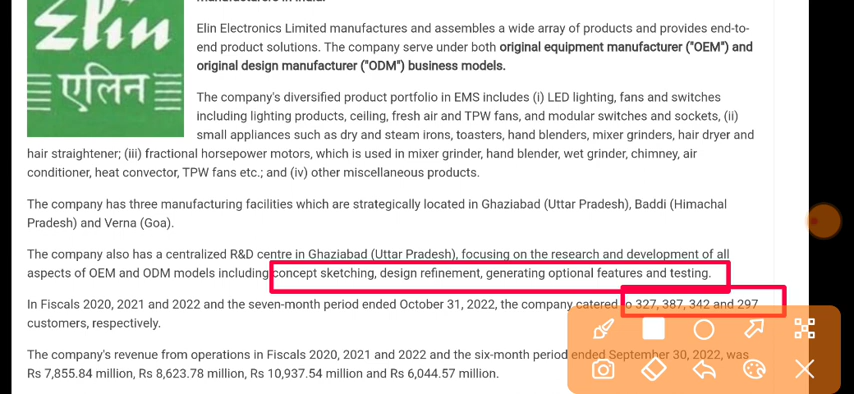 Elin
एलिन
Elin Electronics Limited manufactures and assembles a wide array of products and provides end-to-
end product solutions. The company serve under both original equipment manufacturer ("OEM") and
original design manufacturer ("ODM") business models.
The company's diversified product portfolio in EMS includes (i) LED lighting, fans and switches
including lighting products, ceiling, fresh air and TPW fans, and modular switches and sockets, (ii)
small appliances such as dry and steam irons, toasters, hand blenders, mixer grinders, hair dryer and
hair straightener; (iii) fractional horsepower motors, which is used in mixer grinder, hand blender, wet grinder, chimney, air
conditioner, heat convector, TPW fans etc.; and (iv) other miscellaneous products.
The company has three manufacturing facilities which are strategically located in Ghaziabad (Uttar Pradesh), Baddi (Himachal
Pradesh) and Verna (Goa).
The company also has a centralized R&D centre in Ghaziabad (Uttar Pradesh), focusing on the research and development of all
aspects of OEM and ODM models including concept sketching, design refinement, generating optional features and testing.
In Fiscals 2020, 2021 and 2022 and the seven-month period ended October 31, 2022, the company catered to 327, 387, 342 and 297
customers, respectively.
The company's revenue from operations in Fiscals 2020, 2021 and 2022 and the six-month period ended September 30, 2022, was
Rs 7,855.84 million, Rs 8,623.78 million, Rs 10,937.54 million and Rs 6,044.57 million.